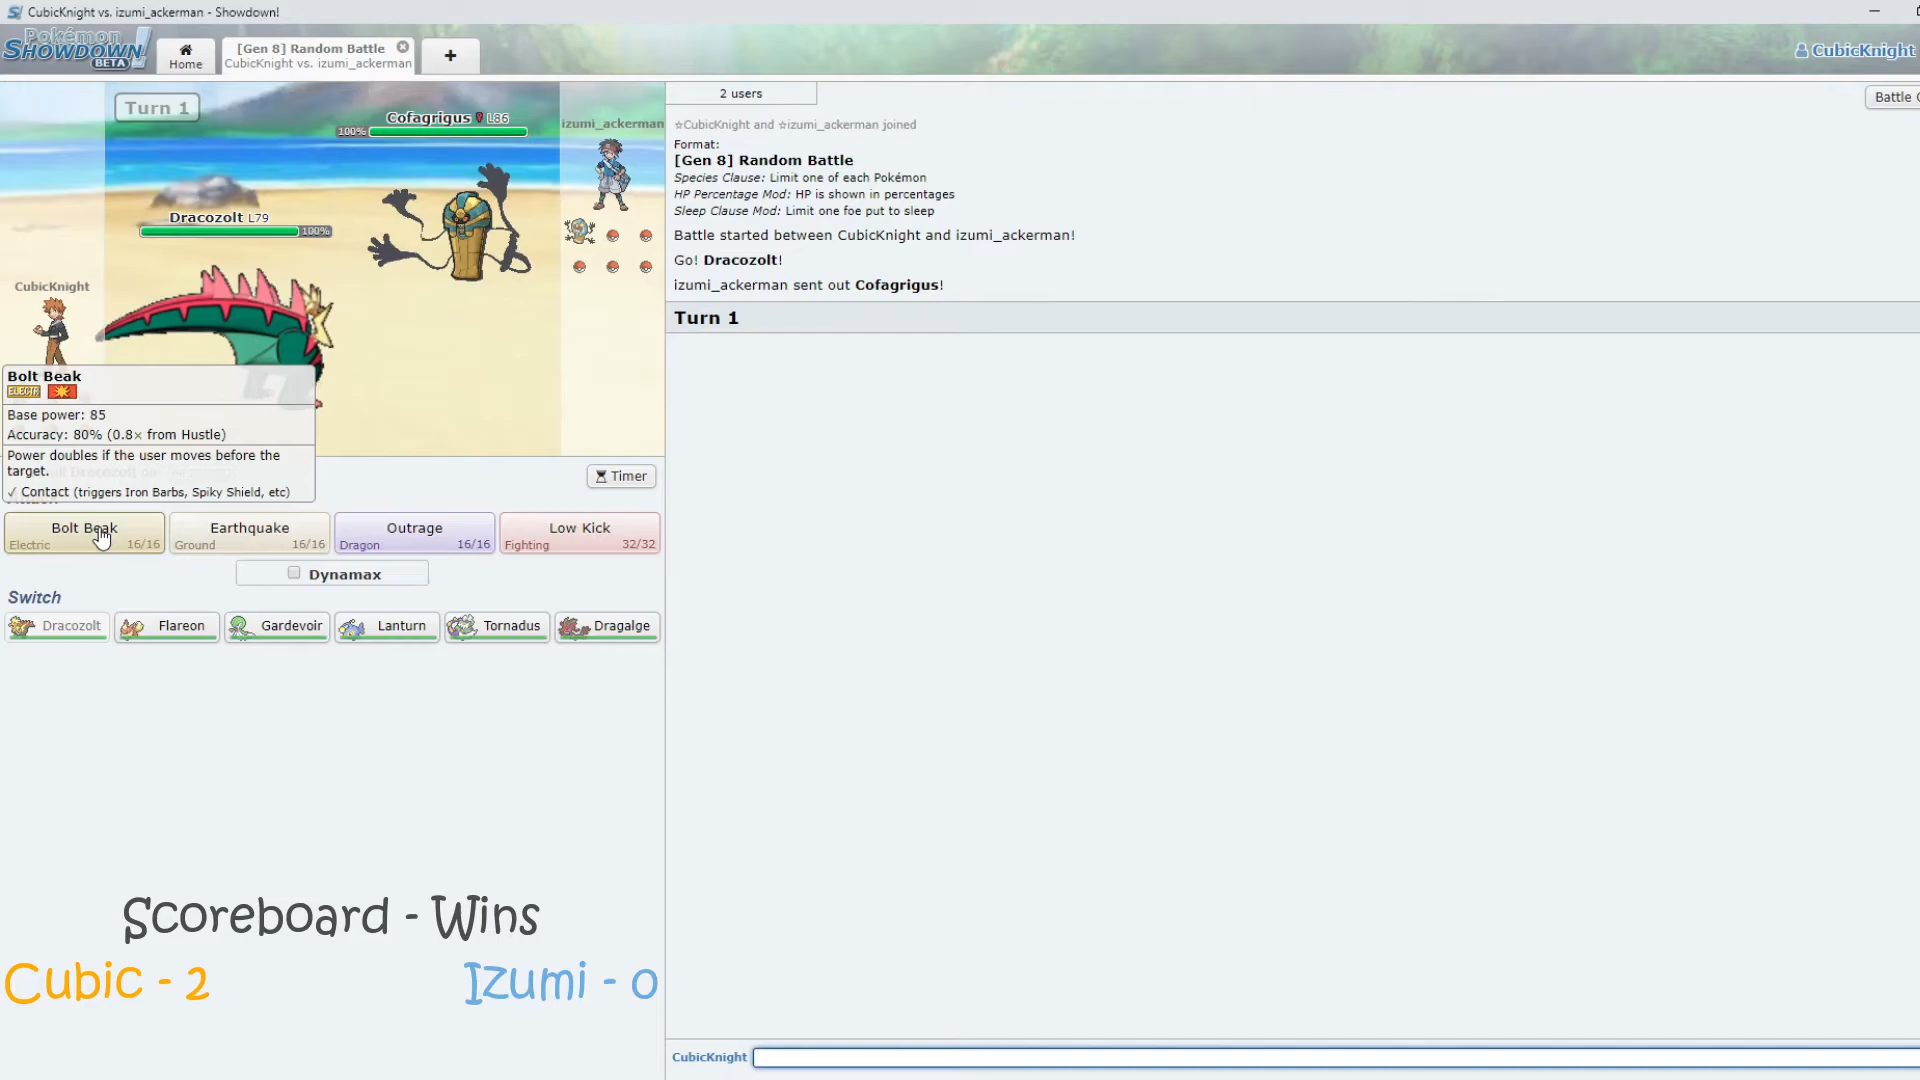 CubicKnight vs. izumi_ackerman - Showdown!
Pokémon
SHOWDOWN!
BETA
Home
[Gen 8] Random Battle
CubicKnight vs. izumi_ackerman
+
CubicKnight
Turn 1
Cofagrigus L86
100%
izumi_ackerman
Dracozolt L79
100%
CubicKnight
Bolt Beak
ELECTR
Base power: 85
Accuracy: 80% (0.8× from Hustle)
Power doubles if the user moves before the
target.
✓ Contact (triggers Iron Barbs, Spiky Shield, etc)
Timer
Bolt Beak
Electric 16/16
Earthquake
Ground 16/16
Outrage
Dragon 16/16
Low Kick
Fighting 32/32
Dynamax
Switch
Dracozolt
Flareon
Gardevoir
Lanturn
Tornadus
Dragalge
Scoreboard - Wins
Cubic - 2
Izumi - 0
2 users
Battle
☆CubicKnight and ☆izumi_ackerman joined
Format:
[Gen 8] Random Battle
Species Clause: Limit one of each Pokémon
HP Percentage Mod: HP is shown in percentages
Sleep Clause Mod: Limit one foe put to sleep
Battle started between CubicKnight and izumi_ackerman!
Go! Dracozolt!
izumi_ackerman sent out Cofagrigus!
Turn 1
CubicKnight